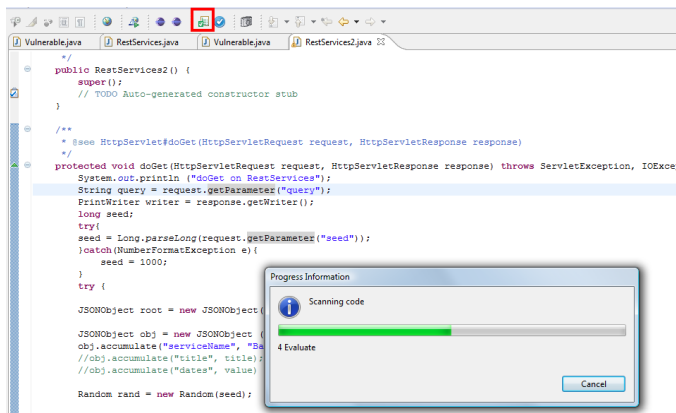 Vulnerable.java RestServices.java Vulnerable.java RestServices2.java
*/
public RestServices2() {
super();
// TODO Auto-generated constructor stub
}
/**
* @see HttpServlet#doGet(HttpServletRequest request, HttpServletResponse response)
*/
protected void doGet(HttpServletRequest request, HttpServletResponse response) throws ServletException, IOExce
System.out.println ("doGet on RestServices");
String query = request.getParameter("query");
PrintWriter writer = response.getWriter();
long seed;
try{
seed = Long.parseLong(request.getParameter("seed"));
}catch(NumberFormatException e){
seed = 1000;
}
try {
JSONObject root = new JSONObject(
JSONObject obj = new JSONObject (
obj.accumulate("serviceName", "Ba
//obj.accumulate("title", title);
//obj.accumulate("dates", value)
Random rand = new Random(seed);
Progress Information
Scanning code
4 Evaluate
Cancel